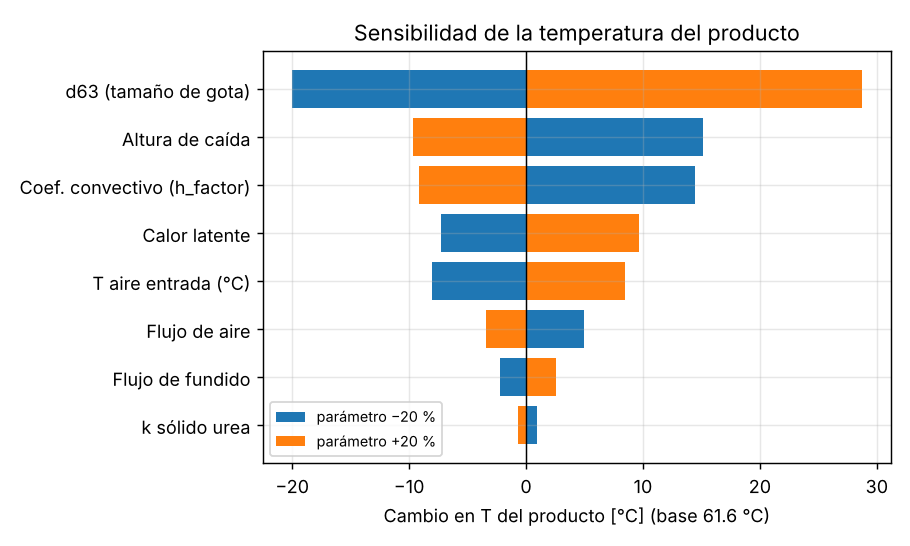 Sensibilidad de la temperatura del producto
d63 (tamaño de gota)
Altura de caída
Coef. convectivo (h_factor)
Calor latente
T aire entrada (°C)
Flujo de aire
Flujo de fundido
k sólido urea
parámetro −20 %
parámetro +20 %
−20 −10 0 10 20 30
Cambio en T del producto [°C] (base 61.6 °C)